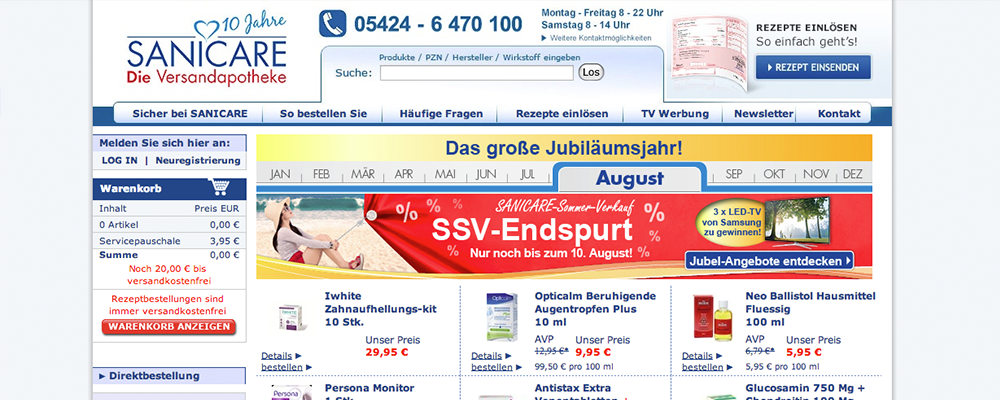 10 Jahre
SANICARE
Die Versandapotheke
05424 - 6 470 100
Montag - Freitag 8 - 22 Uhr
Samstag 8 - 14 Uhr
Weitere Kontaktmöglichkeiten
Produkte / PZN / Hersteller / Wirkstoff eingeben
Suche: Los
REZEPTE EINLÖSEN
So einfach geht's!
REZEPT EINSENDEN
Sicher bei SANICARE So bestellen Sie Häufige Fragen Rezepte einlösen TV Werbung Newsletter Kontakt
Melden Sie sich hier an:
LOG IN | Neuregistrierung
Warenkorb
Inhalt Preis EUR
0 Artikel 0,00 €
Servicepauschale 3,95 €
Summe 0,00 €
Noch 20,00 € bis
versandkostenfrei
Rezeptbestellungen sind
immer versandkostenfrei
WARENKORB ANZEIGEN
Direktbestellung
Das große Jubiläumsjahr!
JAN FEB MÄR APR MAI JUN JUL August SEP OKT NOV DEZ
SANICARE-Sommer-Verkauf
SSV-Endspurt
Nur noch bis zum 10. August!
% % % % % %
3 x LED-TV
von Samsung
zu gewinnen!
Jubel-Angebote entdecken
Iwhite
Zahnaufhellungs-kit
10 Stk.
Unser Preis
29,95 €
Details
bestellen
Opticalm
Opticalm Beruhigende
Augentropfen Plus
10 ml
AVP Unser Preis
12,95 €* 9,95 €
99,50 € pro 100 ml
Details
bestellen
Neo Ballistol Hausmittel
Fluessig
100 ml
AVP Unser Preis
6,79 €* 5,95 €
5,95 € pro 100 ml
Details
bestellen
Persona
Persona Monitor
1 Stk.
Antistax Extra
Venentabletten +
Glucosamin 750 Mg +
Chondroitin 100 Mg